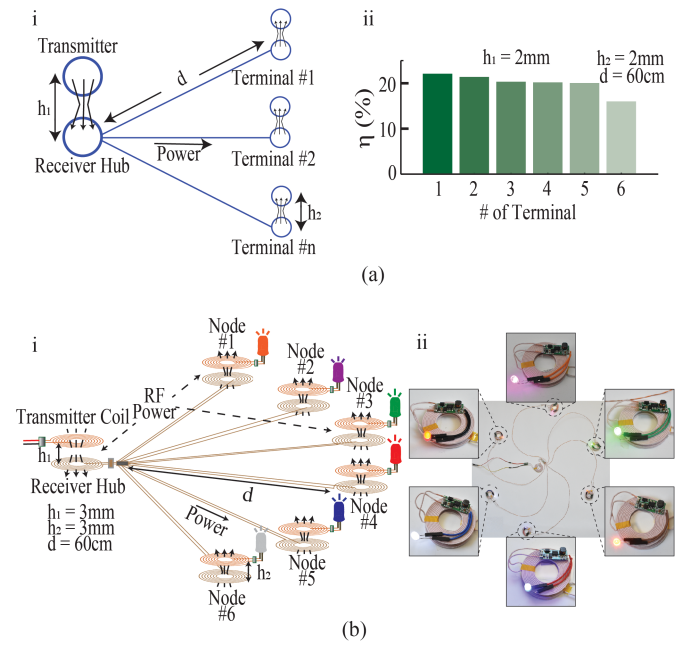 i
Transmitter
h1
Receiver Hub
d
Power
Terminal #1
Terminal #2
h2
Terminal #n
ii
h1 = 2mm
h2 = 2mm
d = 60cm
η (%)
20
10
0
1 2 3 4 5 6
# of Terminal
(a)
i
Node
#1
Node
#2
Node
#3
RF
Power
Transmitter Coil
h1
Receiver Hub
h1 = 3mm
h2 = 3mm
d = 60cm
d
Power
Node
#4
Node
#5
h2
Node
#6
ii
(b)